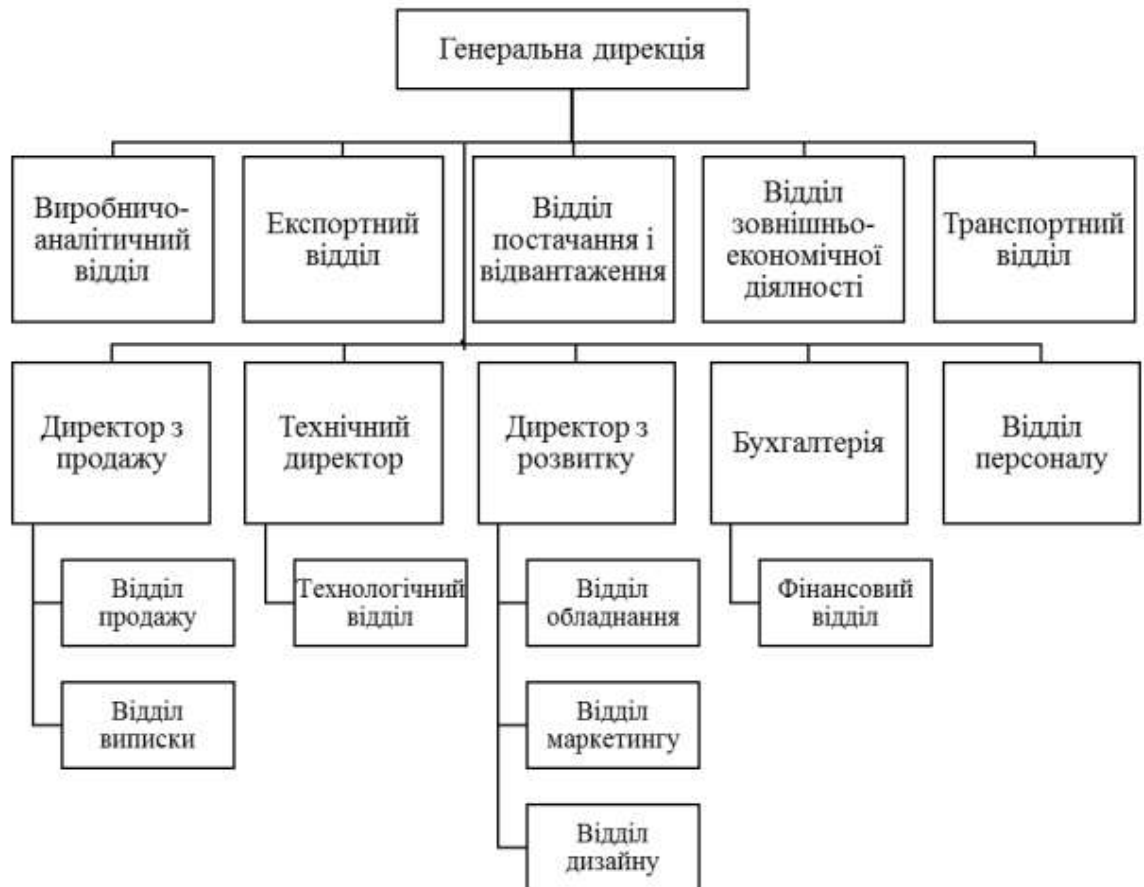 Генеральна дирекція
Виробничо-
аналітичний
відділ
Експортний
відділ
Відділ
постачання і
відвантаження
Відділ
зовнішньо-
економічної
діялності
Транспортний
відділ
Директор з
продажу
Технічний
директор
Директор з
розвитку
Бухгалтерія
Відділ
персоналу
Відділ
продажу
Технологічний
відділ
Відділ
обладнання
Фінансовий
відділ
Відділ
виписки
Відділ
маркетингу
Відділ
дизайну